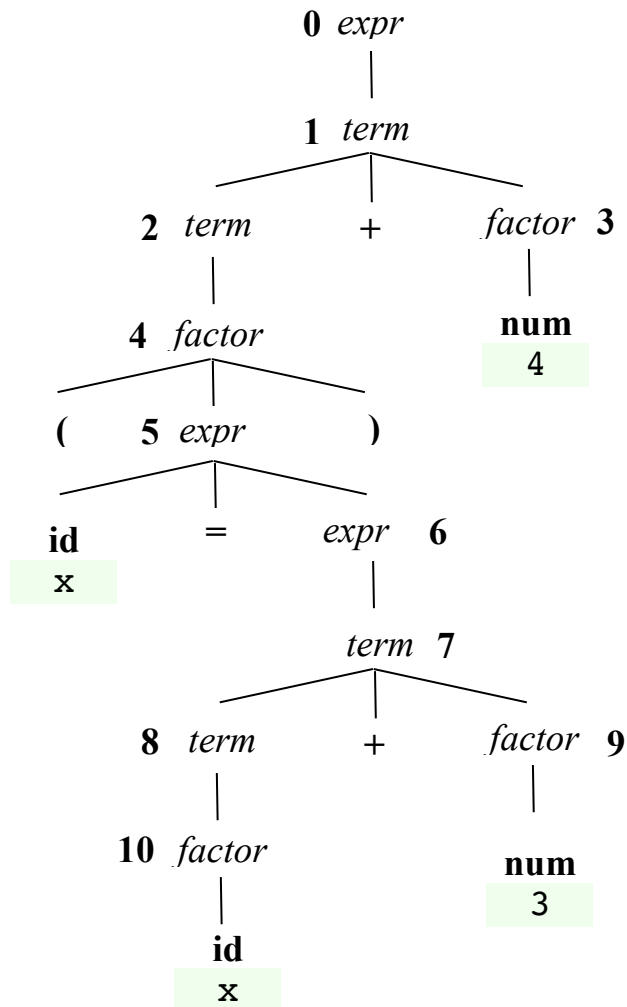 0 expr
1 term
2 term + factor 3
4 factor num
4
( 5 expr )
id = expr 6
x
term 7
8 term + factor 9
10 factor num
3
id
x